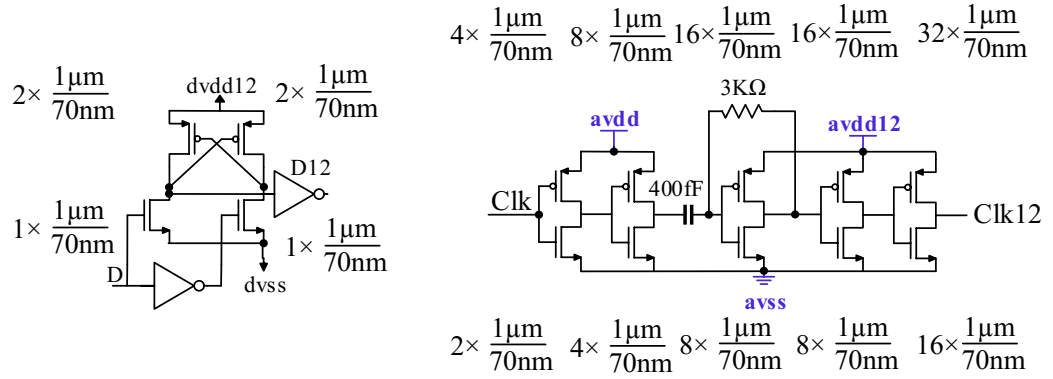 4× 1μm/70nm 8× 1μm/70nm 16× 1μm/70nm 16× 1μm/70nm 32× 1μm/70nm
2× 1μm/70nm dvdd12 2× 1μm/70nm
3KΩ
avdd avdd12
D12
400fF
Clk Clk12
1× 1μm/70nm 1× 1μm/70nm
D
dvss
avss
2× 1μm/70nm 4× 1μm/70nm 8× 1μm/70nm 8× 1μm/70nm 16× 1μm/70nm